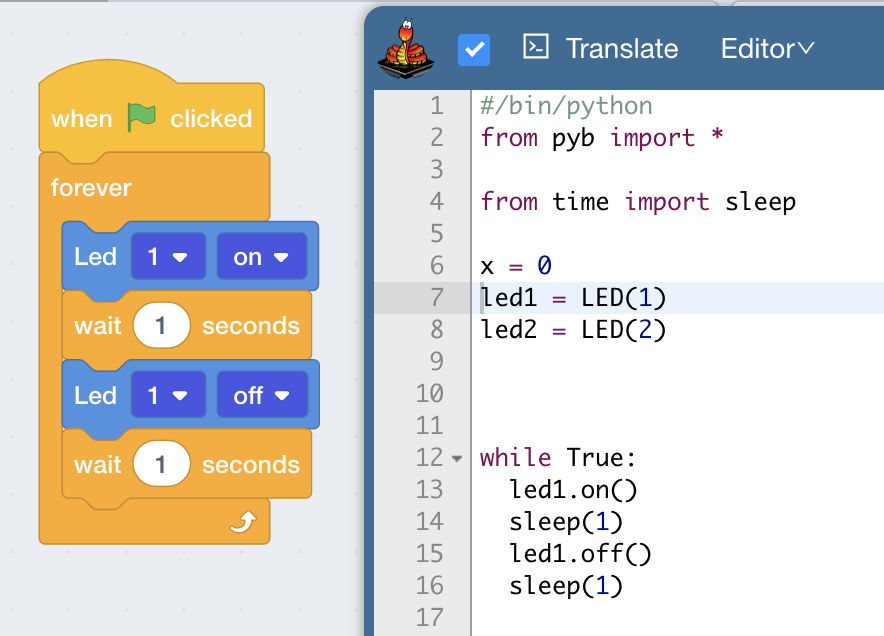 when clicked
forever
Led 1 on
wait 1 seconds
Led 1 off
wait 1 seconds
Translate Editor
1 #/bin/python
2 from pyb import *
3
4 from time import sleep
5
6 x = 0
7 led1 = LED(1)
8 led2 = LED(2)
9
10
11
12 while True:
13   led1.on()
14   sleep(1)
15   led1.off()
16   sleep(1)
17